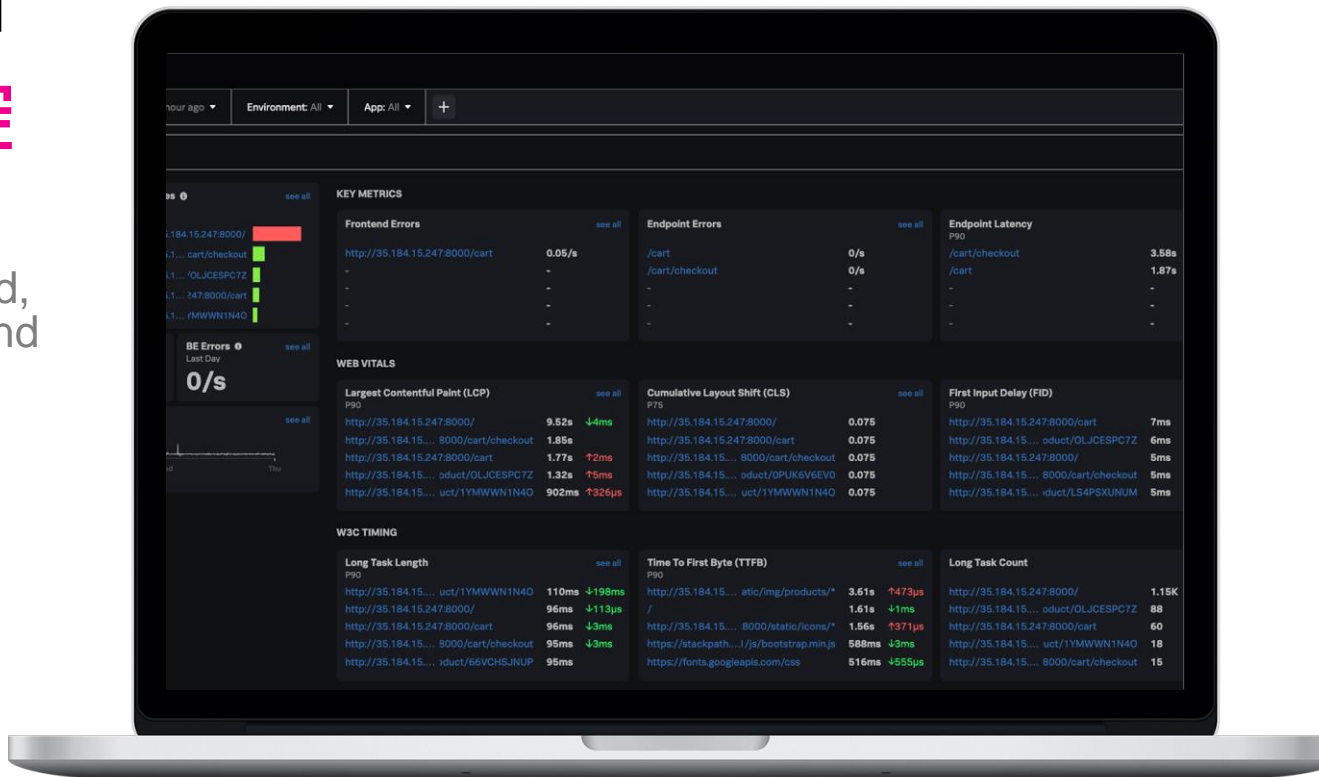 d,
nd
hour ago
Environment: All
App: All
+
es
see all
.184.15.247:8000/
.1... cart/checkout
.1... 'OLJCESPC7Z
.1... 247:8000/cart
.1... /MWWN1N4O
BE Errors
see all
Last Day
0/s
see all
Thu
KEY METRICS
Frontend Errors
see all
http://35.184.15.247:8000/cart 0.05/s
- -
- -
- -
- -
Endpoint Errors
see all
/cart 0/s
/cart/checkout 0/s
- -
- -
- -
Endpoint Latency
P90
/cart/checkout 3.58s
/cart 1.87s
- -
- -
- -
WEB VITALS
Largest Contentful Paint (LCP)
see all
P90
http://35.184.15.247:8000/ 9.52s ↓4ms
http://35.184.15.... 8000/cart/checkout 1.85s
http://35.184.15.247:8000/cart 1.77s ↑2ms
http://35.184.15.... oduct/OLJCESPC7Z 1.32s ↑5ms
http://35.184.15.... uct/1YMWWN1N4O 902ms ↑326µs
Cumulative Layout Shift (CLS)
see all
P75
http://35.184.15.247:8000/ 0.075
http://35.184.15.247:8000/cart 0.075
http://35.184.15.... 8000/cart/checkout 0.075
http://35.184.15.... oduct/0PUK6V6EV0 0.075
http://35.184.15.... uct/1YMWWN1N4O 0.075
First Input Delay (FID)
P90
http://35.184.15.247:8000/cart 7ms
http://35.184.15.... oduct/OLJCESPC7Z 6ms
http://35.184.15.247:8000/ 5ms
http://35.184.15.... 8000/cart/checkout 5ms
http://35.184.15.... duct/LS4PSXUNUM 5ms
W3C TIMING
Long Task Length
see all
P90
http://35.184.15.... uct/1YMWWN1N4O 110ms ↓198ms
http://35.184.15.247:8000/ 96ms ↓113µs
http://35.184.15.247:8000/cart 96ms ↓3ms
http://35.184.15.... 8000/cart/checkout 95ms ↓3ms
http://35.184.15.... duct/66VCHSJNUP 95ms
Time To First Byte (TTFB)
see all
P90
http://35.184.15.... atic/img/products/* 3.61s ↑473µs
/ 1.61s ↓1ms
http://35.184.15.... 8000/static/icons/* 1.56s ↑371µs
https://stackpath....l/js/bootstrap.min.js 588ms ↓3ms
https://fonts.googleapis.com/css 516ms ↓555µs
Long Task Count
http://35.184.15.247:8000/ 1.15K
http://35.184.15.... oduct/OLJCESPC7Z 88
http://35.184.15.247:8000/cart 60
http://35.184.15.... uct/1YMWWN1N4O 18
http://35.184.15.... 8000/cart/checkout 15